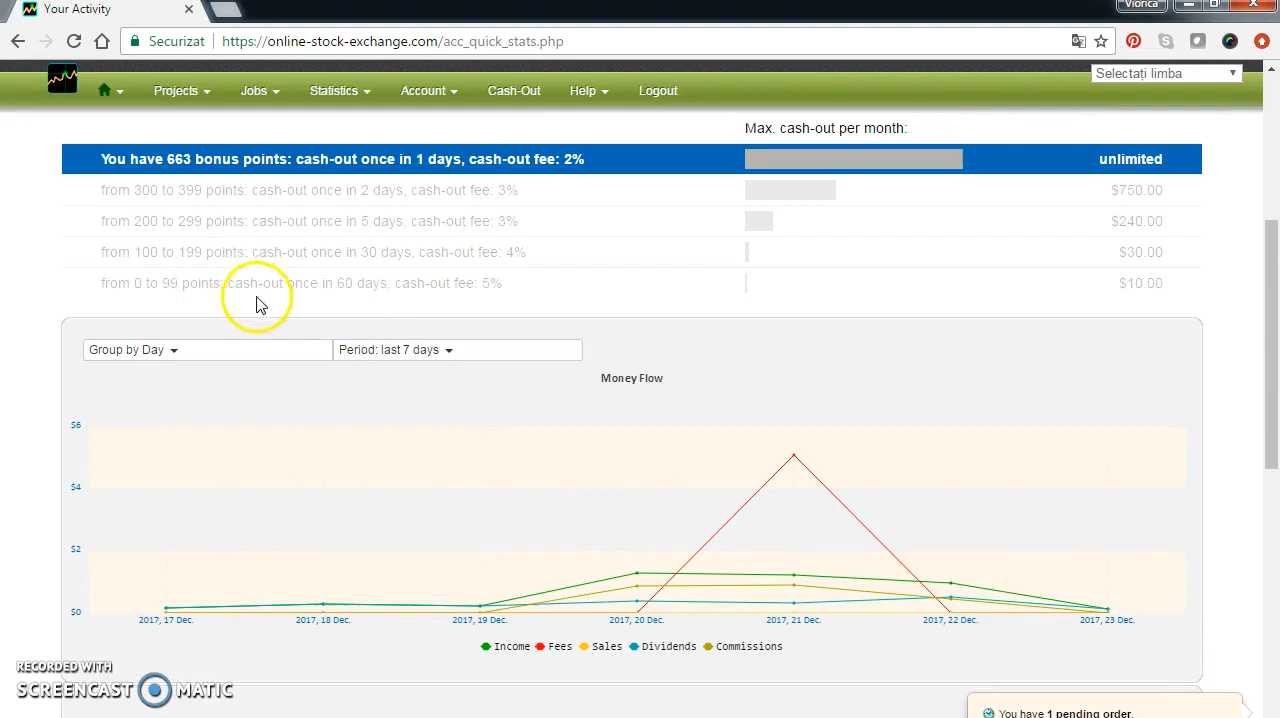 Your Activity
Viorica
Securizat
https://online-stock-exchange.com/acc_quick_stats.php
Selectați limba
Projects Jobs Statistics Account Cash-Out Help Logout
Max. cash-out per month:
You have 663 bonus points: cash-out once in 1 days, cash-out fee: 2% unlimited
from 300 to 399 points: cash-out once in 2 days, cash-out fee: 3% $750.00
from 200 to 299 points: cash-out once in 5 days, cash-out fee: 3% $240.00
from 100 to 199 points: cash-out once in 30 days, cash-out fee: 4% $30.00
from 0 to 99 points: cash-out once in 60 days, cash-out fee: 5% $10.00
Group by Day Period: last 7 days
Money Flow
$6
$4
$2
$0
2017, 17 Dec. 2017, 18 Dec. 2017, 19 Dec. 2017, 20 Dec. 2017, 21 Dec. 2017, 22 Dec. 2017, 23 Dec.
Income Fees Sales Dividends Commissions
RECORDED WITH
SCREENCAST MATIC
You have 1 pending order.